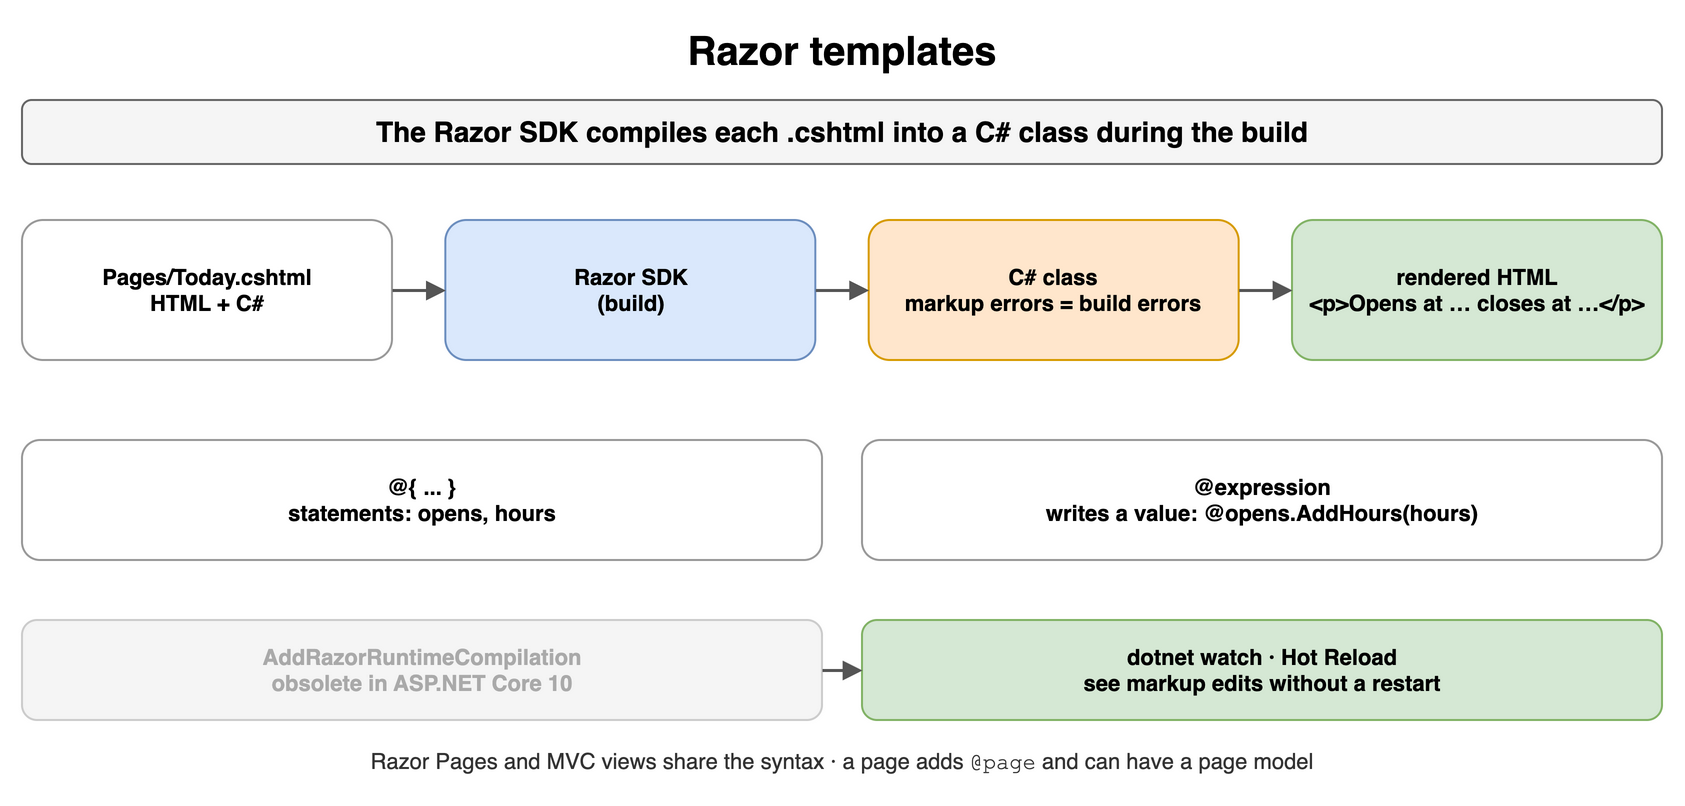 Razor templates
The Razor SDK compiles each .cshtml into a C# class during the build
Pages/Today.cshtml
HTML + C#
Razor SDK
(build)
C# class
markup errors = build errors
rendered HTML
<p>Opens at ... closes at ...</p>
@{ ... }
statements: opens, hours
@expression
writes a value: @opens.AddHours(hours)
AddRazorRuntimeCompilation
obsolete in ASP.NET Core 10
dotnet watch · Hot Reload
see markup edits without a restart
Razor Pages and MVC views share the syntax · a page adds @page and can have a page model